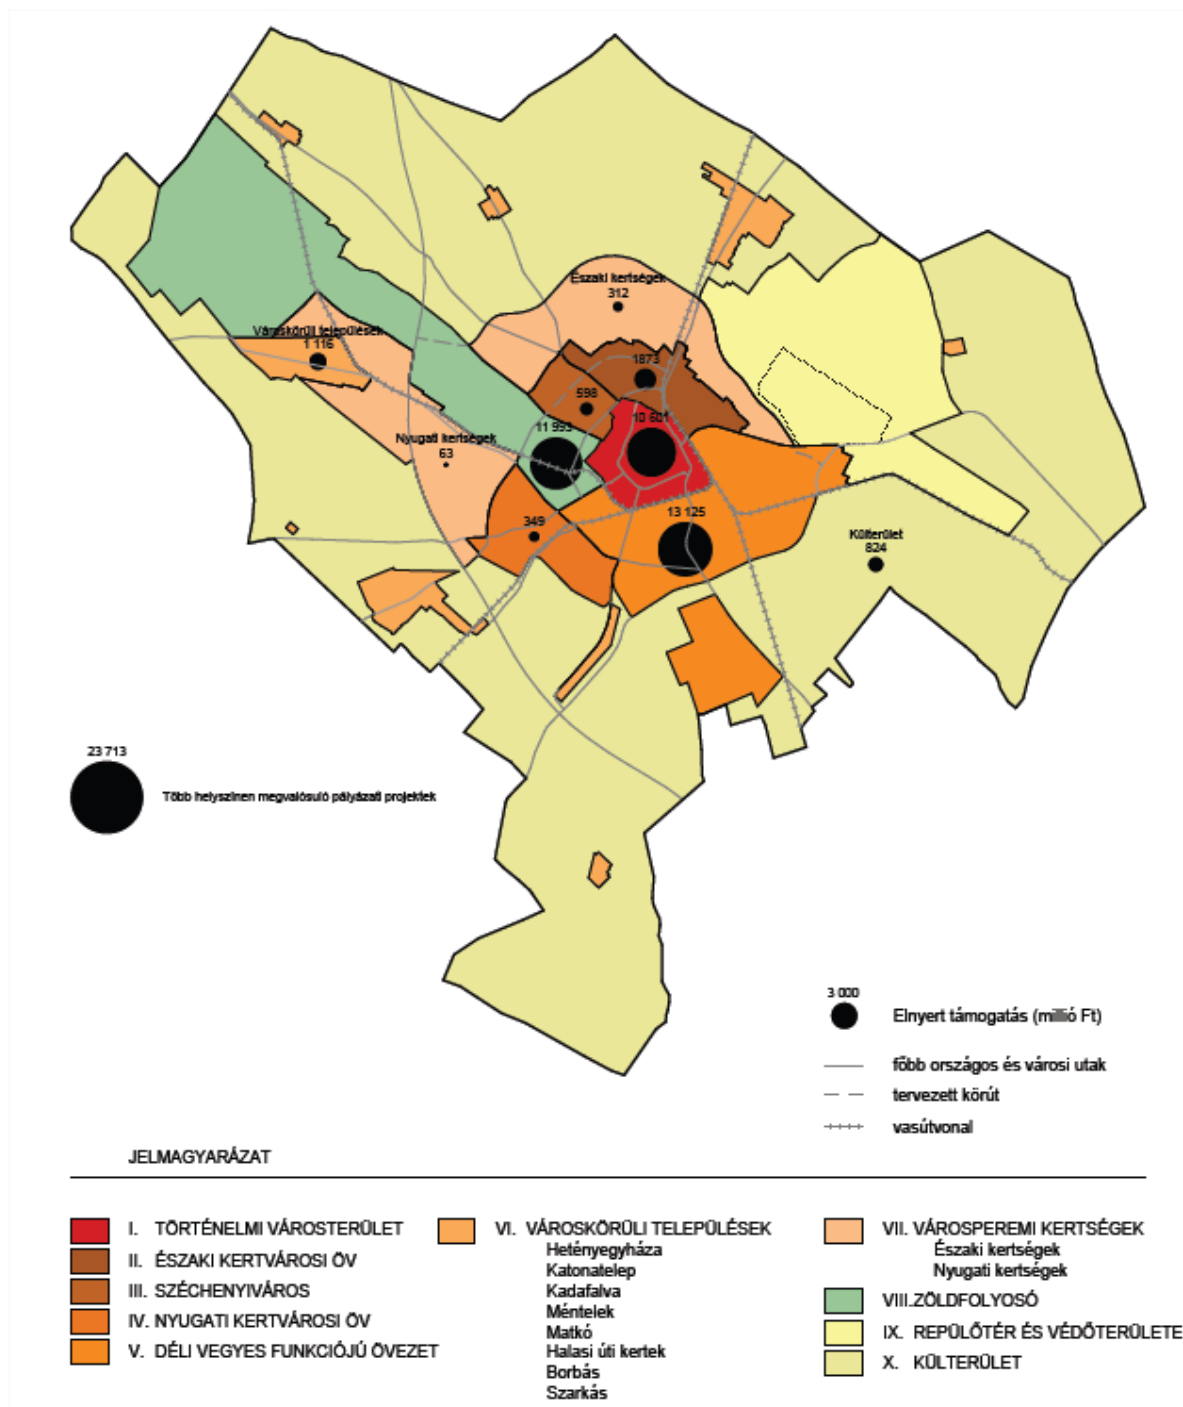 Északi kertségek
312
Városkörüli települések
1 116
1873
598
10 601
11 993
Nyugati kertségek
63
13 125
349
Külterület
824
23 713
Több helyszínen megvalósuló pályázati projektek
3 000
Elnyert támogatás (millió Ft)
főbb országos és városi utak
tervezett körút
vasútvonal
JELMAGYARÁZAT
I. TÖRTÉNELMI VÁROSTERÜLET
II. ÉSZAKI KERTVÁROSI ÖV
III. SZÉCHENYIVÁROS
IV. NYUGATI KERTVÁROSI ÖV
V. DÉLI VEGYES FUNKCIÓJÚ ÖVEZET
VI. VÁROSKÖRÜLI TELEPÜLÉSEK
Hetényegyháza
Katonatelep
Kadafalva
Méntelek
Matkó
Halasi úti kertek
Borbás
Szarkás
VII. VÁROSPEREMI KERTSÉGEK
Északi kertségek
Nyugati kertségek
VIII.ZÖLDFOLYOSÓ
IX. REPÜLŐTÉR ÉS VÉDŐTERÜLETE
X. KÜLTERÜLET